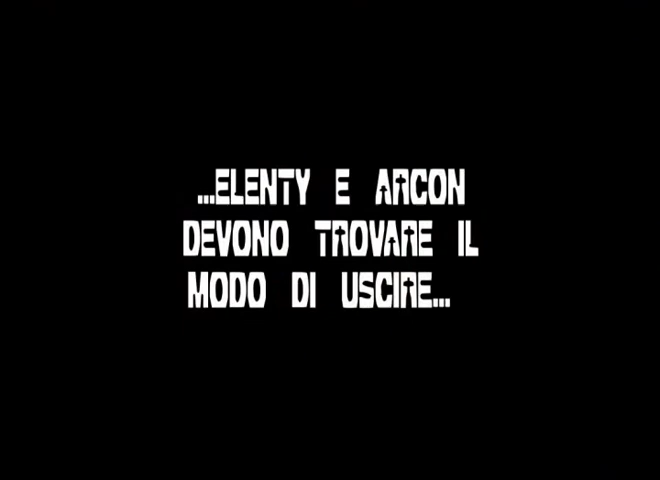 ...ELENTY E ARCON
DEVONO TROVARE IL
MODO DI USCIRE...